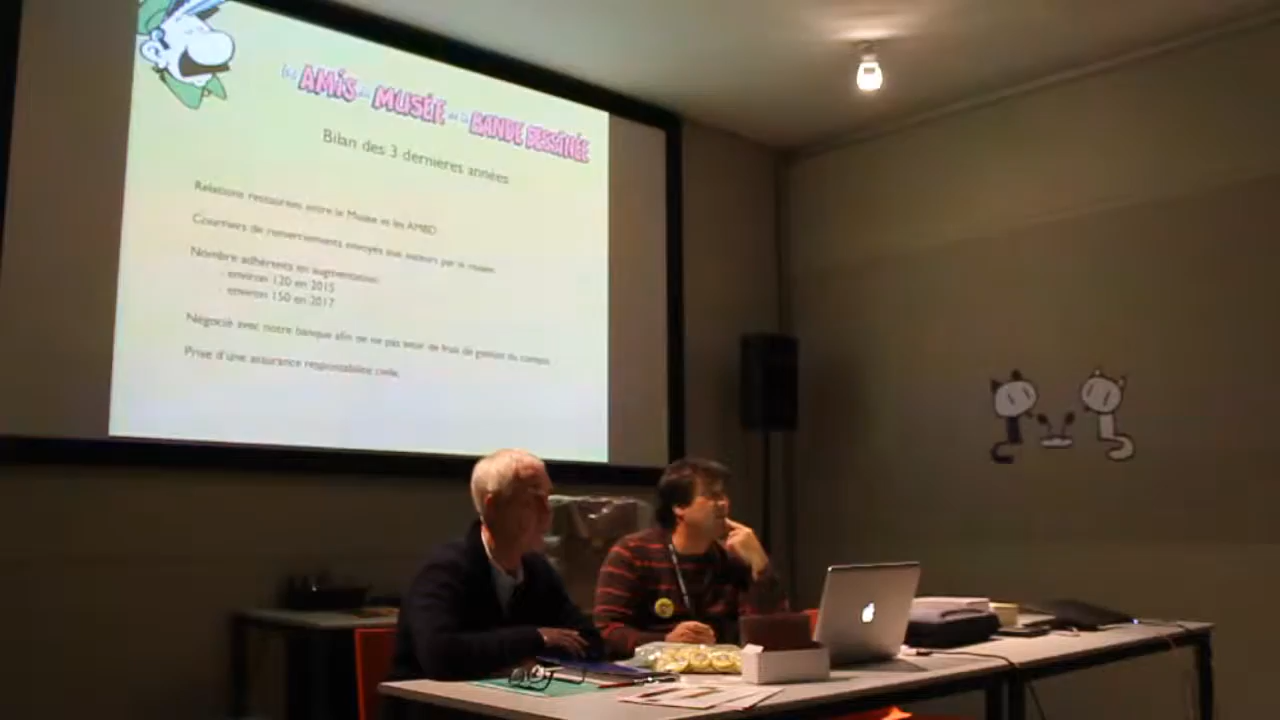 Les AMiS du MUSÉE de la BANDE DESSINÉE
Bilan des 3 dernières années
Relations restaurées entre le Musée et les AMBD
Courriers de remerciements envoyés aux auteurs par le musée
Nombre adhérents en augmentation:
- environ 120 en 2015
- environ 150 en 2017
Négocié avec notre banque afin de ne pas avoir de frais de gestion du compte
Prise d'une assurance responsabilité civile.